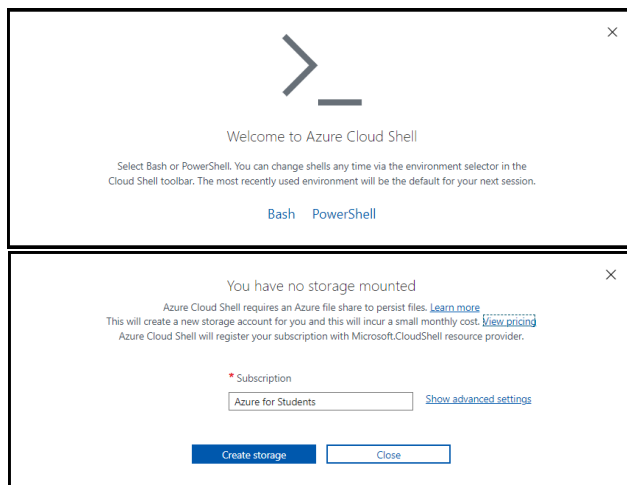 Welcome to Azure Cloud Shell
Select Bash or PowerShell. You can change shells any time via the environment selector in the
Cloud Shell toolbar. The most recently used environment will be the default for your next session.
Bash PowerShell
You have no storage mounted
Azure Cloud Shell requires an Azure file share to persist files. Learn more
This will create a new storage account for you and this will incur a small monthly cost. View pricing
Azure Cloud Shell will register your subscription with Microsoft.CloudShell resource provider.
* Subscription
Azure for Students Show advanced settings
Create storage Close